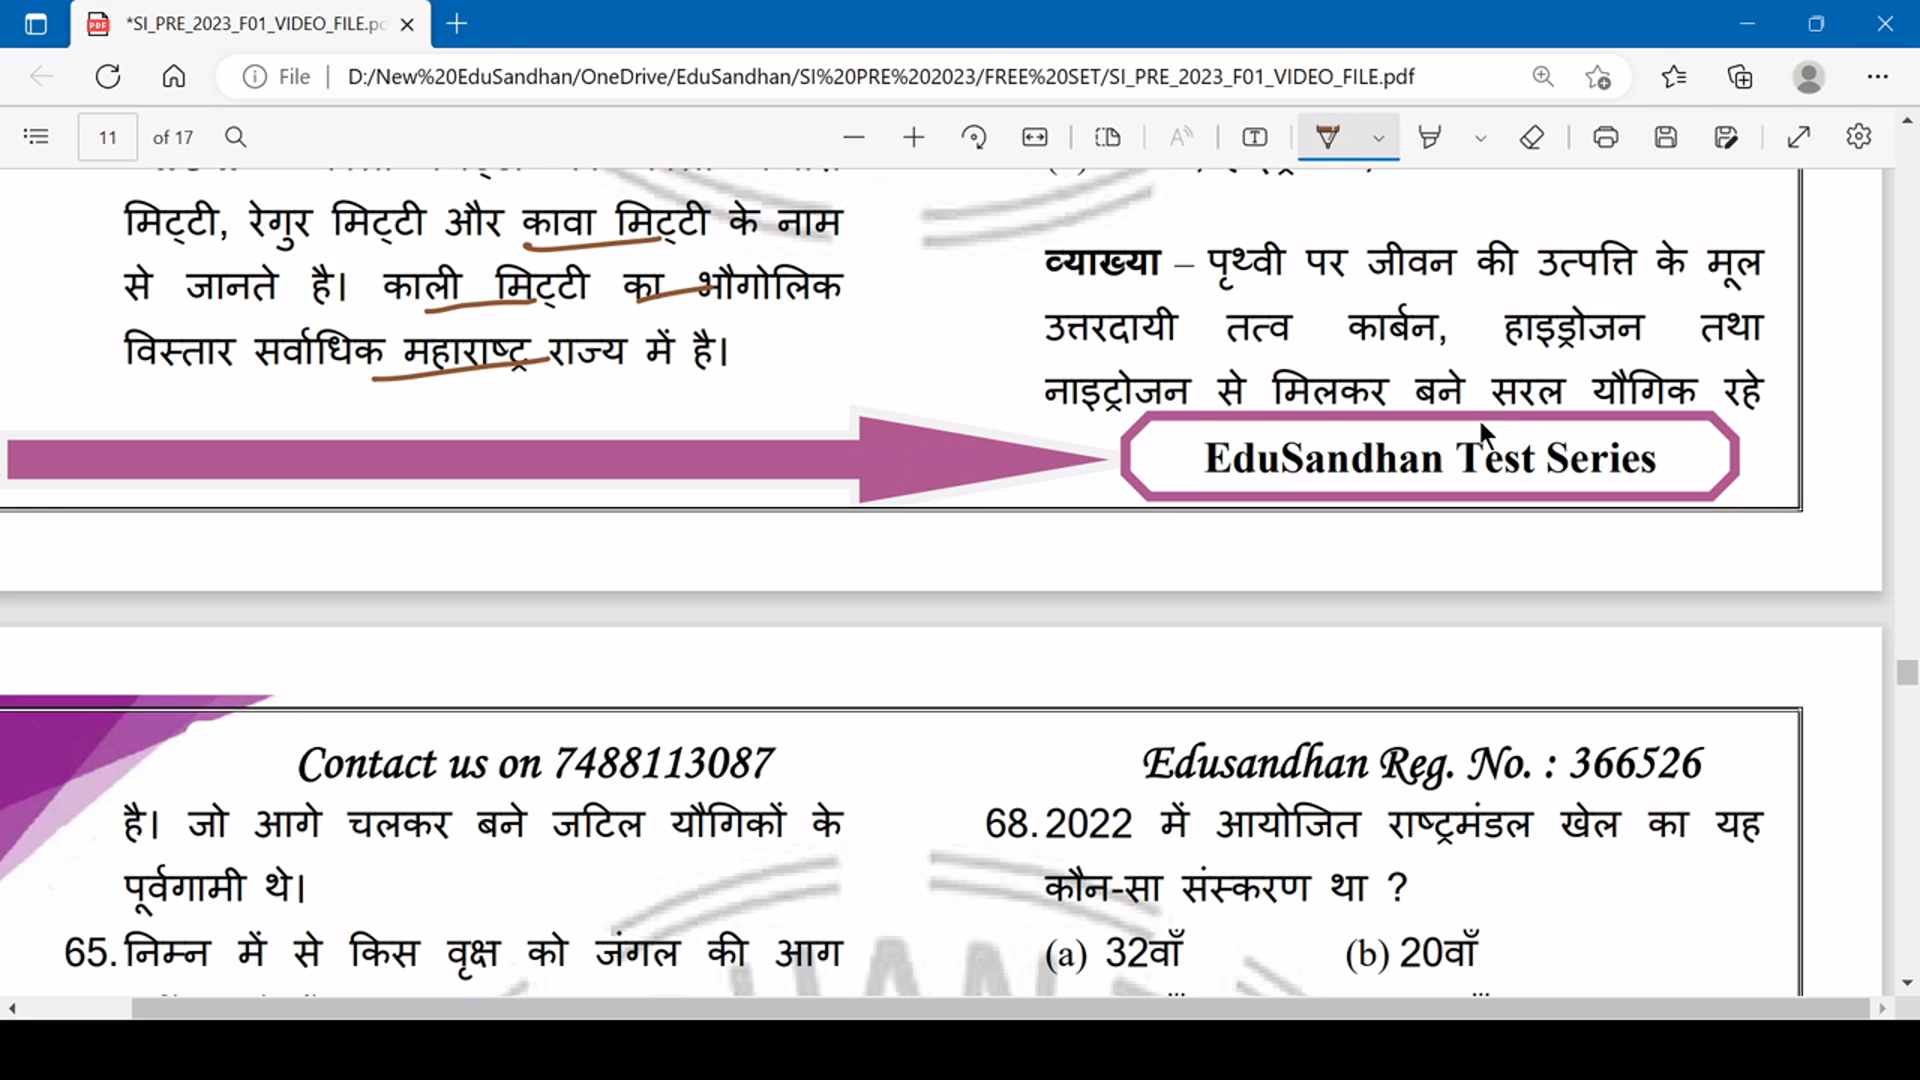 *SI_PRE_2023_F01_VIDEO_FILE.pd
File | D:/New%20EduSandhan/OneDrive/EduSandhan/SI%20PRE%202023/FREE%20SET/SI_PRE_2023_F01_VIDEO_FILE.pdf
11 of 17
मिट्टी, रेगुर मिट्टी और कावा मिट्टी के नाम
से जानते है। काली मिट्टी का भौगोलिक
विस्तार सर्वाधिक महाराष्ट्र राज्य में है।
व्याख्या – पृथ्वी पर जीवन की उत्पत्ति के मूल
उत्तरदायी तत्व कार्बन, हाइड्रोजन तथा
नाइट्रोजन से मिलकर बने सरल यौगिक रहे
EduSandhan Test Series
Contact us on 7488113087
Edusandhan Reg. No. : 366526
है। जो आगे चलकर बने जटिल यौगिकों के
पूर्वगामी थे।
65. निम्न में से किस वृक्ष को जंगल की आग
68. 2022 में आयोजित राष्ट्रमंडल खेल का यह
कौन-सा संस्करण था ?
(a) 32वाँ (b) 20वाँ